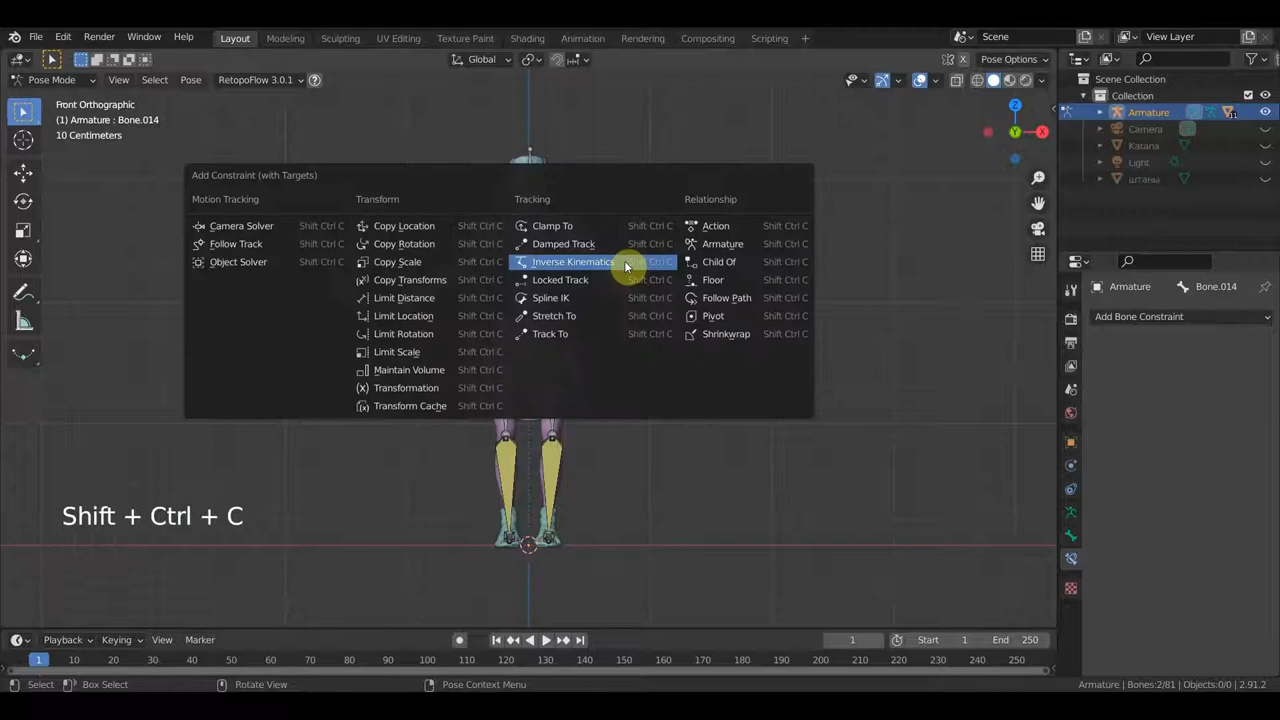 File Edit Render Window Help Layout Modeling Sculpting UV Editing Texture Paint Shading Animation Rendering Compositing Scripting + Scene View Layer
Global Pose Options
Pose Mode View Select Pose RetopoFlow 3.0.1
Scene Collection
Collection
Armature
Camera
Katana
Light
штаны
Front Orthographic
(1) Armature : Bone.014
10 Centimeters
Add Constraint (with Targets)
Motion Tracking Transform Tracking Relationship
Camera Solver Shift Ctrl C Copy Location Shift Ctrl C Clamp To Shift Ctrl C Action Shift Ctrl C
Follow Track Shift Ctrl C Copy Rotation Shift Ctrl C Damped Track Shift Ctrl C Armature Shift Ctrl C
Object Solver Shift Ctrl C Copy Scale Shift Ctrl C Inverse Kinematics Shift Ctrl C Child Of Shift Ctrl C
Copy Transforms Shift Ctrl C Locked Track Shift Ctrl C Floor Shift Ctrl C
Limit Distance Shift Ctrl C Spline IK Shift Ctrl C Follow Path Shift Ctrl C
Limit Location Shift Ctrl C Stretch To Shift Ctrl C Pivot Shift Ctrl C
Limit Rotation Shift Ctrl C Track To Shift Ctrl C Shrinkwrap Shift Ctrl C
Limit Scale Shift Ctrl C
Maintain Volume Shift Ctrl C
Transformation Shift Ctrl C
Transform Cache Shift Ctrl C
Armature Bone.014
Add Bone Constraint
Shift + Ctrl + C
Playback Keying View Marker 1 Start 1 End 250
1 10 20 30 40 50 60 70 80 90 100 110 120 130 140 150 160 170 180 190 200 210 220 230 240 250
Select Box Select Rotate View Pose Context Menu Armature | Bones:2/81 | Objects:0/0 | 2.91.2